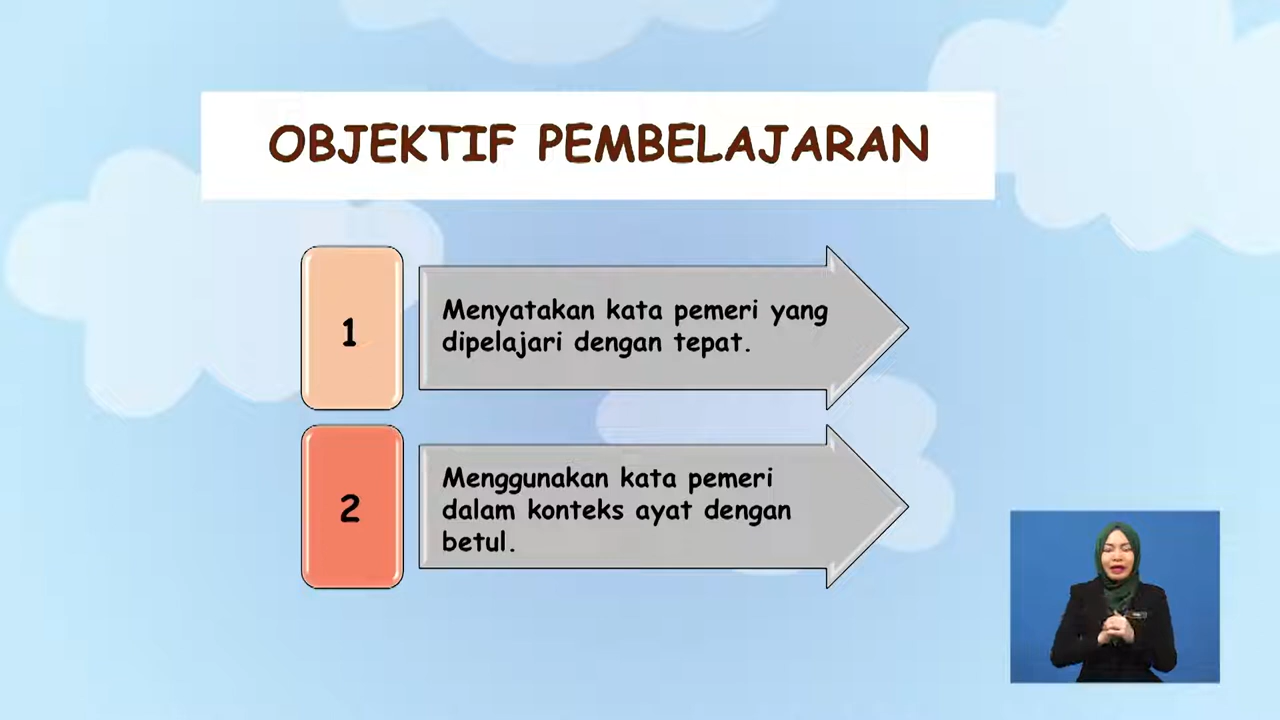 OBJEKTIF PEMBELAJARAN
1
Menyatakan kata pemeri yang
dipelajari dengan tepat.
2
Menggunakan kata pemeri
dalam konteks ayat dengan
betul.